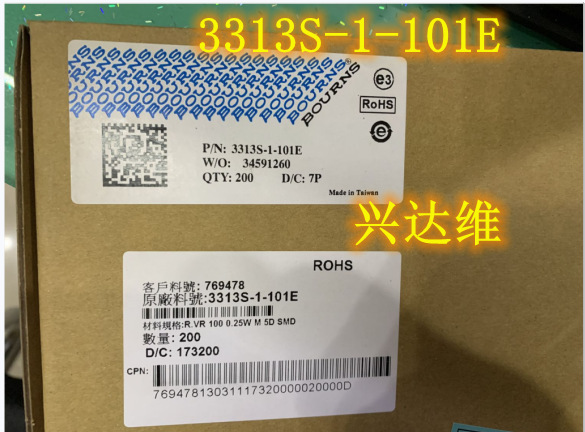 3313S-1-101E
BOURNS®
e3
RoHS
P/N: 3313S-1-101E
W/O: 34591260
QTY: 200 D/C: 7P
Made in Taiwan
兴达维
ROHS
客戶料號: 769478
原廠料號:3313S-1-101E
材料規格:R.VR 100 0.25W M 5D SMD
數量: 200
D/C: 173200
CPN:
76947813031117320000020000D